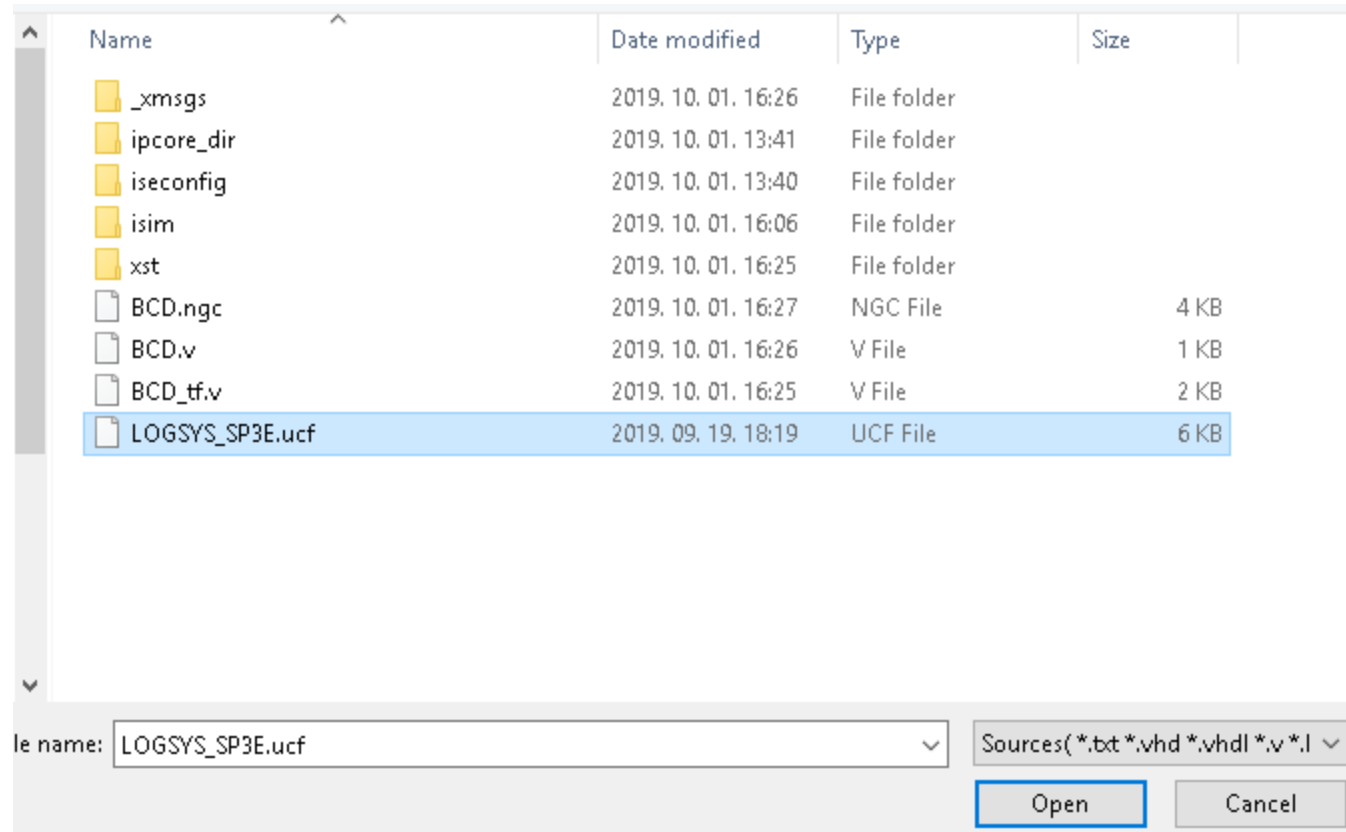 Name Date modified Type Size
_xmsgs 2019. 10. 01. 16:26 File folder
ipcore_dir 2019. 10. 01. 13:41 File folder
iseconfig 2019. 10. 01. 13:40 File folder
isim 2019. 10. 01. 16:06 File folder
xst 2019. 10. 01. 16:25 File folder
BCD.ngc 2019. 10. 01. 16:27 NGC File 4 KB
BCD.v 2019. 10. 01. 16:26 V File 1 KB
BCD_tf.v 2019. 10. 01. 16:25 V File 2 KB
LOGSYS_SP3E.ucf 2019. 09. 19. 18:19 UCF File 6 KB
le name: LOGSYS_SP3E.ucf Sources( *.txt *.vhd *.vhdl *.v *.l
Open Cancel